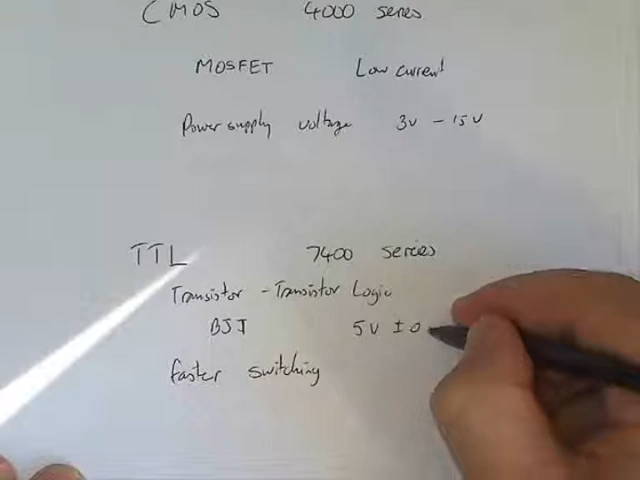 CMOS 4000 series
MOSFET Low current
Power supply voltage 3V - 15V
TTL 7400 series
Transistor - Transistor Logic
BJT 5V ± 0
faster switching